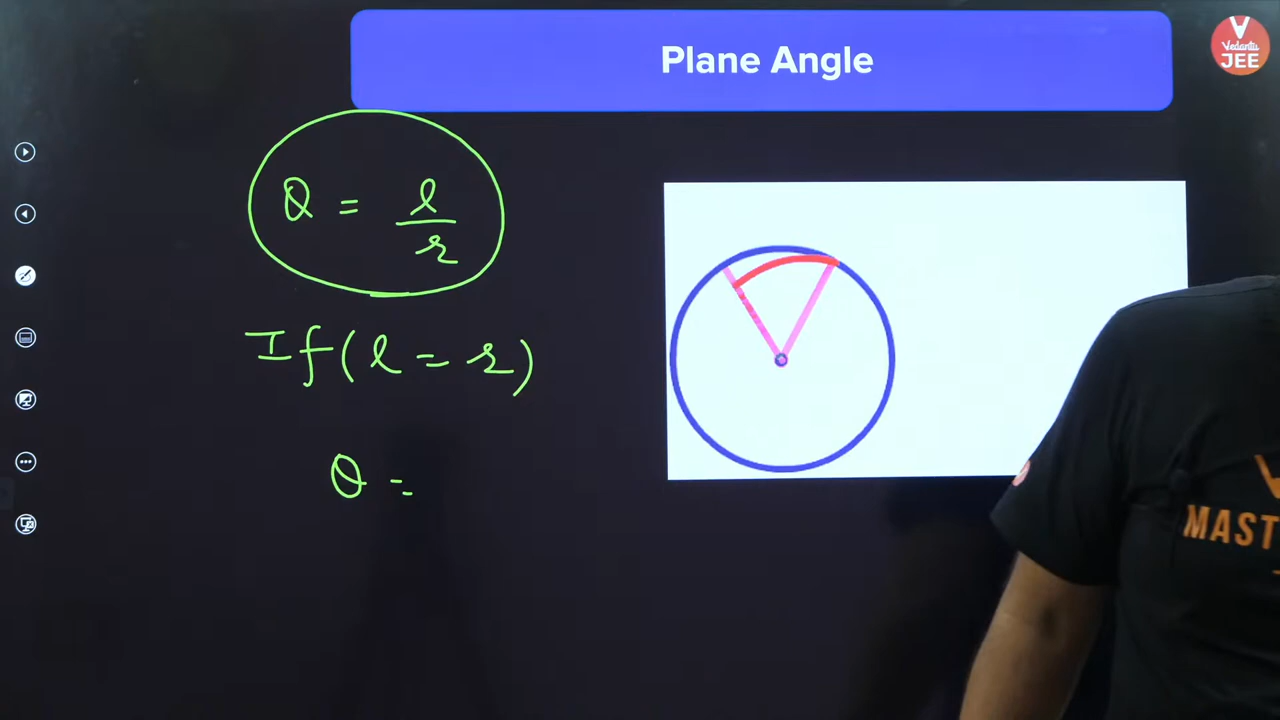 Plane Angle
V
Vedantu
JEE
θ = l/r
If (l = r)
θ =
MAST